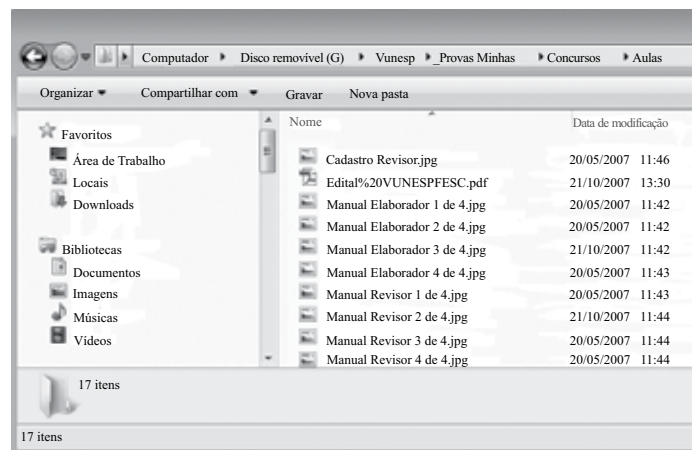 Computador Disco removível (G) Vunesp _Provas Minhas Concursos Aulas
Organizar Compartilhar com Gravar Nova pasta
Favoritos
Área de Trabalho
Locais
Downloads
Bibliotecas
Documentos
Imagens
Músicas
Vídeos
Nome Data de modificação
Cadastro Revisor.jpg 20/05/2007 11:46
Edital%20VUNESPFESC.pdf 21/10/2007 13:30
Manual Elaborador 1 de 4.jpg 20/05/2007 11:42
Manual Elaborador 2 de 4.jpg 20/05/2007 11:42
Manual Elaborador 3 de 4.jpg 21/10/2007 11:42
Manual Elaborador 4 de 4.jpg 20/05/2007 11:43
Manual Revisor 1 de 4.jpg 20/05/2007 11:43
Manual Revisor 2 de 4.jpg 21/10/2007 11:44
Manual Revisor 3 de 4.jpg 20/05/2007 11:44
Manual Revisor 4 de 4.jpg 20/05/2007 11:44
17 itens
17 itens